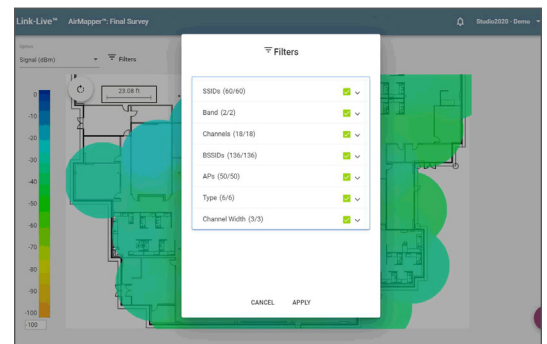 Link-Live™ AirMapper™: Final Survey
Studio2020 - Demo
Signal (dBm)
Filters
23.08 ft
0
-10
-20
-30
-40
-50
-60
-70
-80
-90
-100
-100
Filters
SSIDs (60/60)
Band (2/2)
Channels (18/18)
BSSIDs (136/136)
APs (50/50)
Type (6/6)
Channel Width (3/3)
CANCEL APPLY